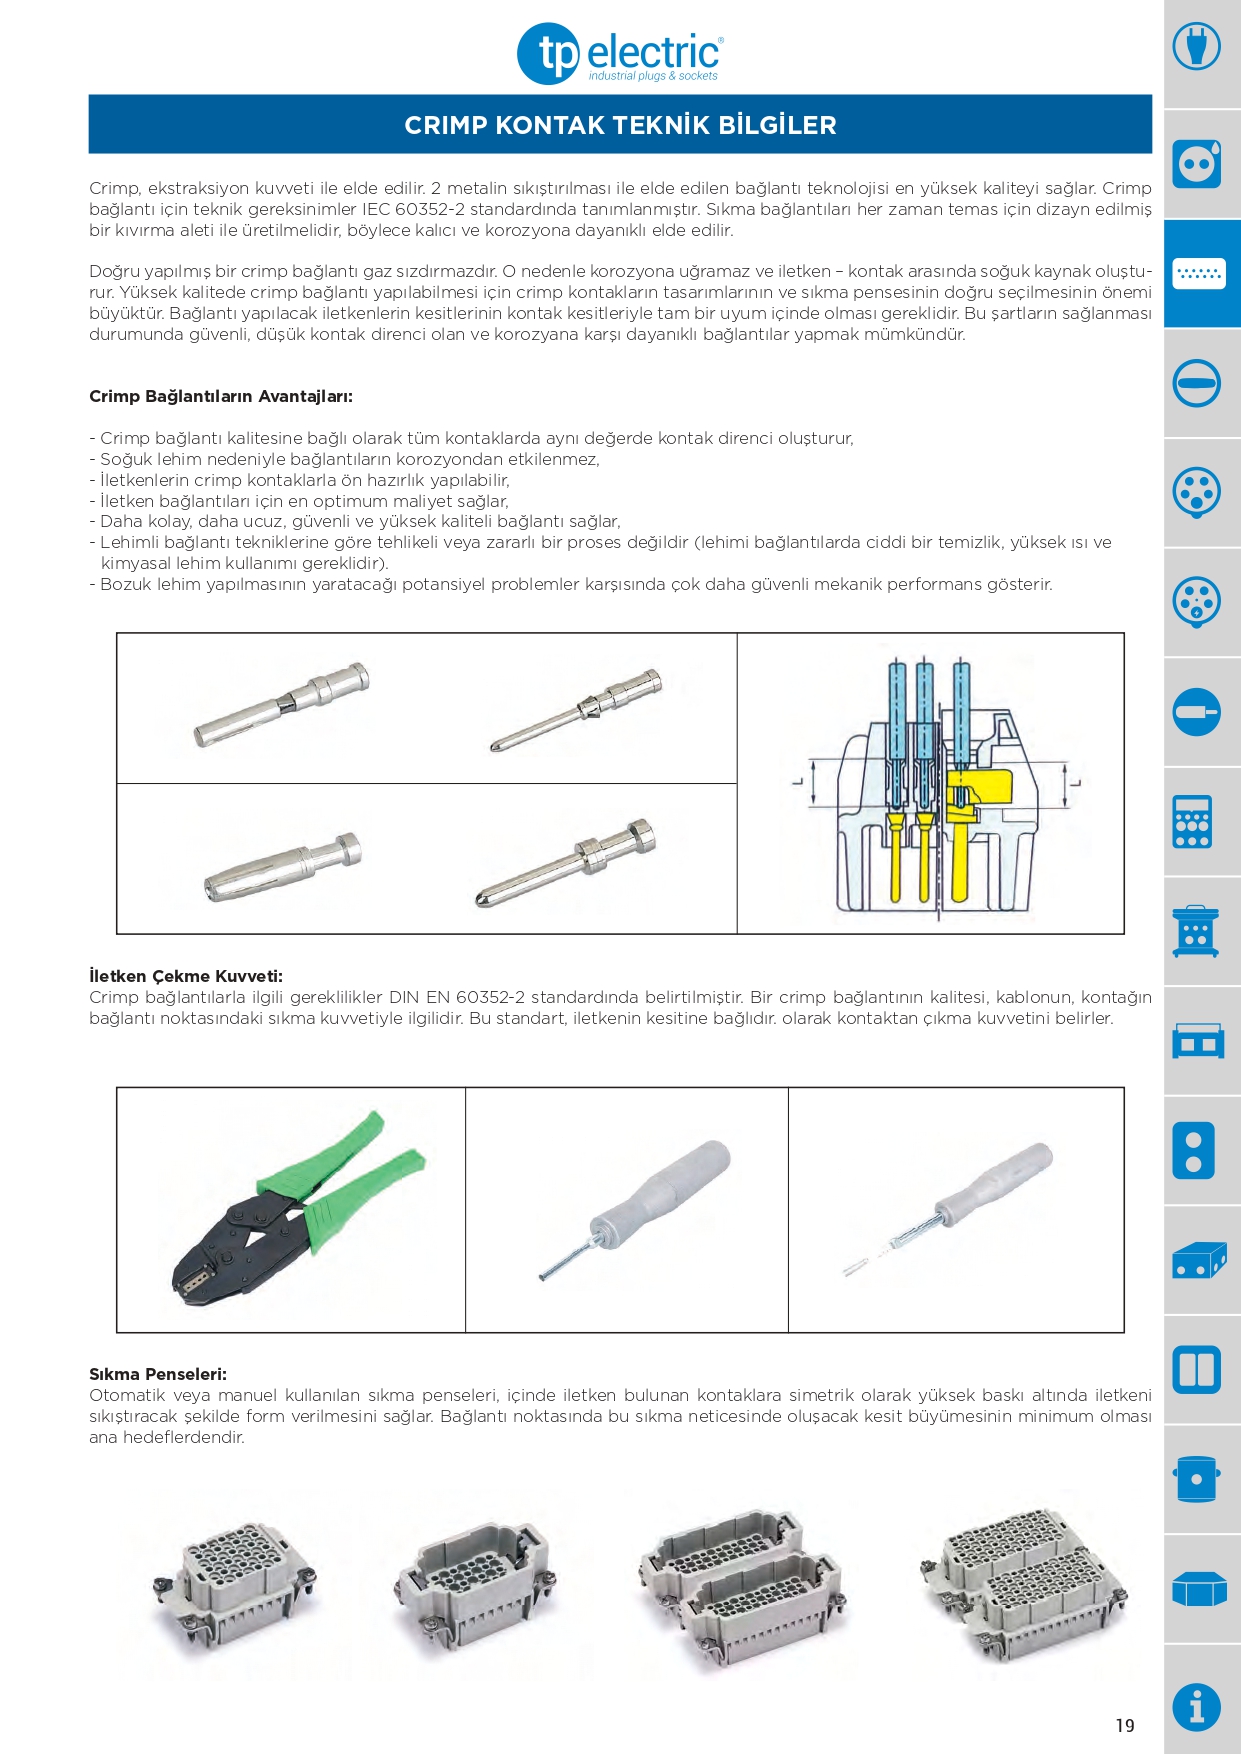 tp electric®
industrial plugs & sockets
CRIMP KONTAK TEKNİK BİLGİLER
Crimp, ekstraksiyon kuvveti ile elde edilir. 2 metalin sıkıştırılması ile elde edilen bağlantı teknolojisi en yüksek kaliteyi sağlar. Crimp
bağlantı için teknik gereksinimler IEC 60352-2 standardında tanımlanmıştır. Sıkma bağlantıları her zaman temas için dizayn edilmiş
bir kıvırma aleti ile üretilmelidir, böylece kalıcı ve korozyona dayanıklı elde edilir.
Doğru yapılmış bir crimp bağlantı gaz sızdırmazdır. O nedenle korozyona uğramaz ve iletken – kontak arasında soğuk kaynak oluştu-
rur. Yüksek kalitede crimp bağlantı yapılabilmesi için crimp kontakların tasarımlarının ve sıkma pensesinin doğru seçilmesinin önemi
büyüktür. Bağlantı yapılacak iletkenlerin kesitlerinin kontak kesitleriyle tam bir uyum içinde olması gereklidir. Bu şartların sağlanması
durumunda güvenli, düşük kontak direnci olan ve korozyana karşı dayanıklı bağlantılar yapmak mümkündür.
Crimp Bağlantıların Avantajları:
- Crimp bağlantı kalitesine bağlı olarak tüm kontaklarda aynı değerde kontak direnci oluşturur,
- Soğuk lehim nedeniyle bağlantıların korozyondan etkilenmez,
- İletkenlerin crimp kontaklarla ön hazırlık yapılabilir,
- İletken bağlantıları için en optimum maliyet sağlar,
- Daha kolay, daha ucuz, güvenli ve yüksek kaliteli bağlantı sağlar,
- Lehimli bağlantı tekniklerine göre tehlikeli veya zararlı bir proses değildir (lehimi bağlantılarda ciddi bir temizlik, yüksek ısı ve
kimyasal lehim kullanımı gereklidir).
- Bozuk lehim yapılmasının yaratacağı potansiyel problemler karşısında çok daha güvenli mekanik performans gösterir.
L
L
İletken Çekme Kuvveti:
Crimp bağlantılarla ilgili gereklilikler DIN EN 60352-2 standardında belirtilmiştir. Bir crimp bağlantının kalitesi, kablonun, kontağın
bağlantı noktasındaki sıkma kuvvetiyle ilgilidir. Bu standart, iletkenin kesitine bağlıdır. olarak kontaktan çıkma kuvvetini belirler.
Sıkma Penseleri:
Otomatik veya manuel kullanılan sıkma penseleri, içinde iletken bulunan kontaklara simetrik olarak yüksek baskı altında iletkeni
sıkıştıracak şekilde form verilmesini sağlar. Bağlantı noktasında bu sıkma neticesinde oluşacak kesit büyümesinin minimum olması
ana hedeflerdendir.
19